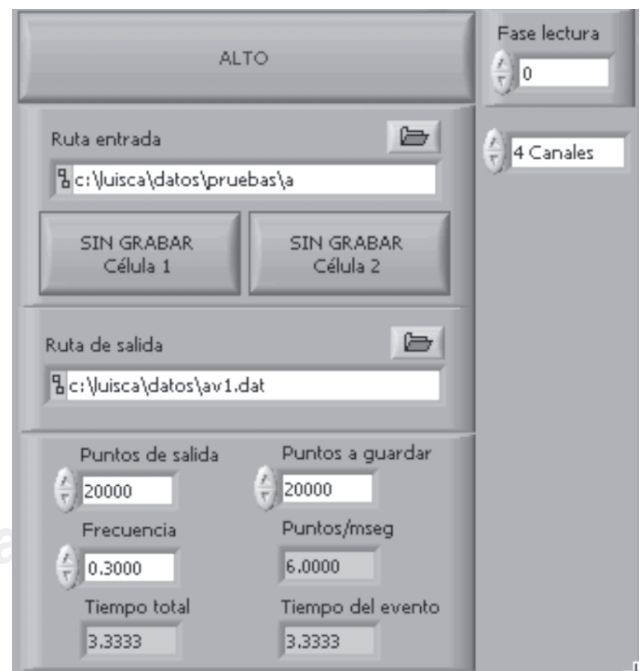 ALTO
Fase lectura
0
4 Canales
Ruta entrada
c:\luisca\datos\pruebas\a
SIN GRABAR
Célula 1
SIN GRABAR
Célula 2
Ruta de salida
c:\luisca\datos\av1.dat
Puntos de salida
Puntos a guardar
20000
20000
Frecuencia
Puntos/mseg
0.3000
6.0000
Tiempo total
Tiempo del evento
3.3333
3.3333